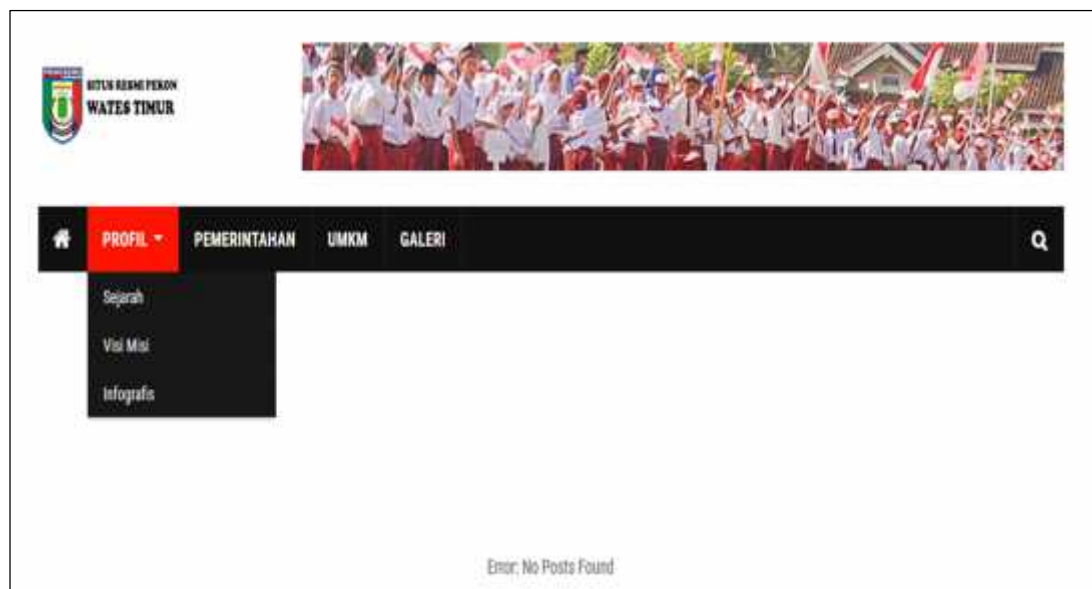 SITUS RESMI PEKON
WATES TIMUR
PROFIL
PEMERINTAHAN
UMKM
GALERI
Sejarah
Visi Misi
Infografis
Error: No Posts Found